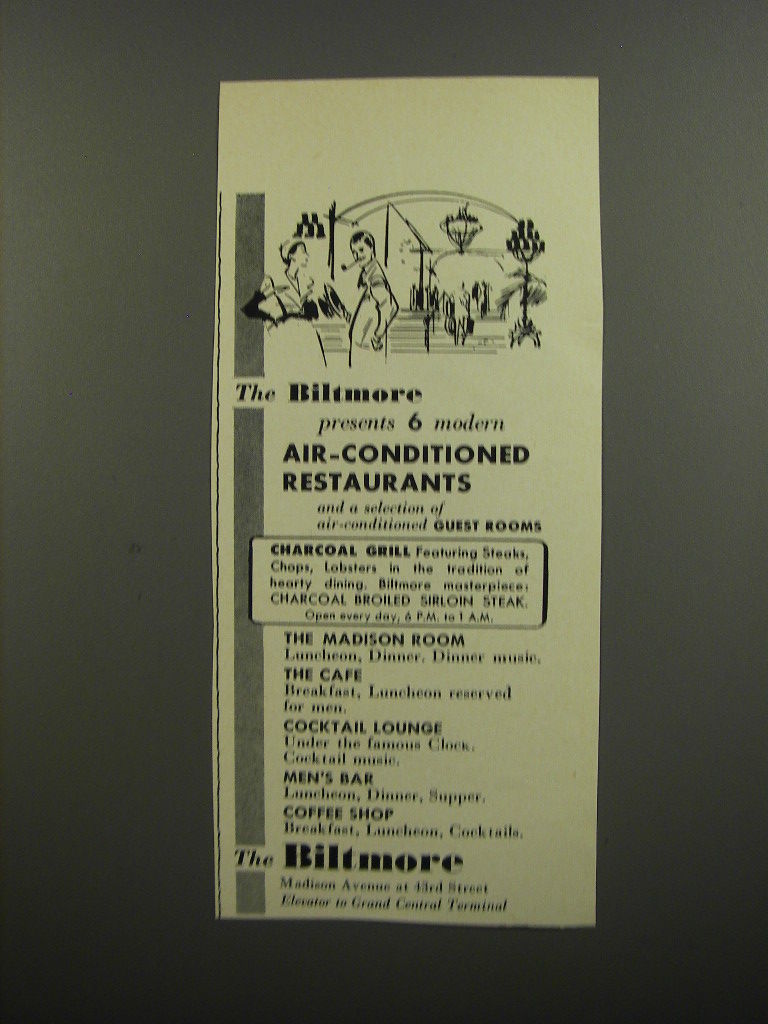 The Biltmore
presents 6 modern
AIR-CONDITIONED
RESTAURANTS
and a selection of
air-conditioned GUEST ROOMS
CHARCOAL GRILL Featuring Steaks,
Chops, Lobsters in the tradition of
hearty dining. Biltmore masterpiece:
CHARCOAL BROILED SIRLOIN STEAK.
Open every day, 6 P.M. to 1 A.M.
THE MADISON ROOM
Luncheon, Dinner. Dinner music.
THE CAFE
Breakfast, Luncheon reserved
for men.
COCKTAIL LOUNGE
Under the famous Clock.
Cocktail music.
MEN'S BAR
Luncheon, Dinner, Supper.
COFFEE SHOP
Breakfast, Luncheon, Cocktails.
The Biltmore
Madison Avenue at 43rd Street
Elevator to Grand Central Terminal